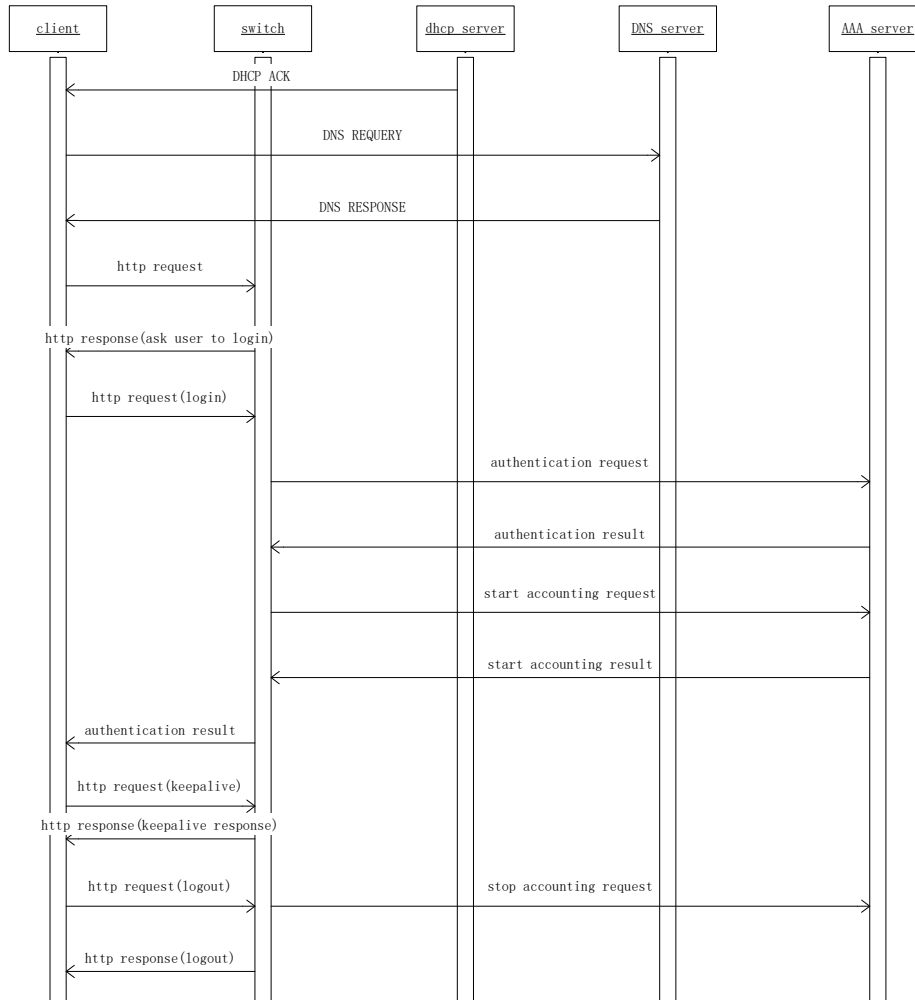 client
switch
dhcp server
DNS server
AAA server
DHCP ACK
DNS REQUERY
DNS RESPONSE
http request
http response(ask user to login)
http request(login)
authentication request
authentication result
start accounting request
start accounting result
authentication result
http request(keepalive)
http response(keepalive response)
http request(logout)
stop accounting request
http response(logout)